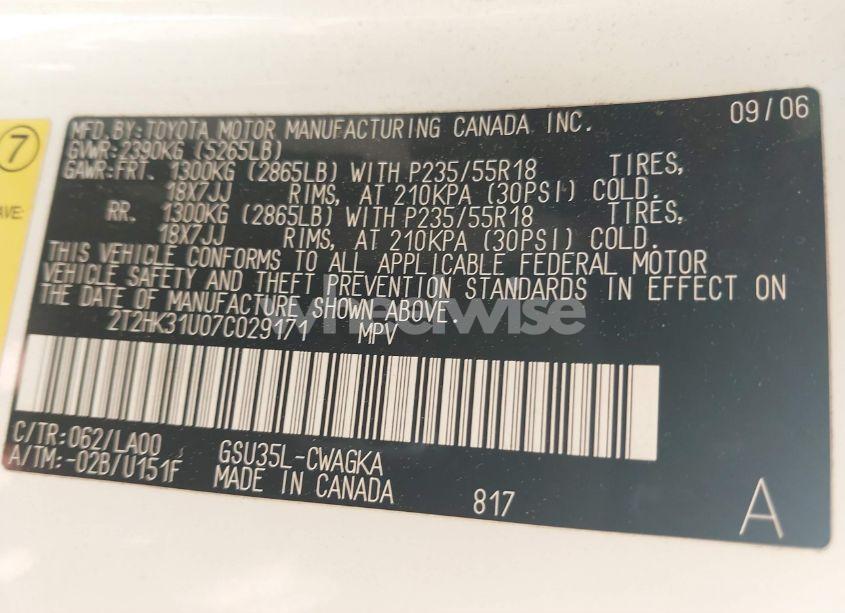 09/06
7
AVE:
MFD.BY:TOYOTA MOTOR MANUFACTURING CANADA INC.
GVWR:2390KG (5265LB)
GAWR:FRT. 1300KG (2865LB) WITH P235/55R18 TIRES,
18X7JJ RIMS, AT 210KPA (30PSI) COLD.
RR. 1300KG (2865LB) WITH P235/55R18 TIRES,
18X7JJ RIMS, AT 210KPA (30PSI) COLD.
THIS VEHICLE CONFORMS TO ALL APPLICABLE FEDERAL MOTOR
VEHICLE SAFETY AND THEFT PREVENTION STANDARDS IN EFFECT ON
THE DATE OF MANUFACTURE SHOWN ABOVE.
2T2HK31U07C029171 MPV
C/TR:062/LA00 GSU35L-CWAGKA
A/TM:-02B/U151F MADE IN CANADA 817 A